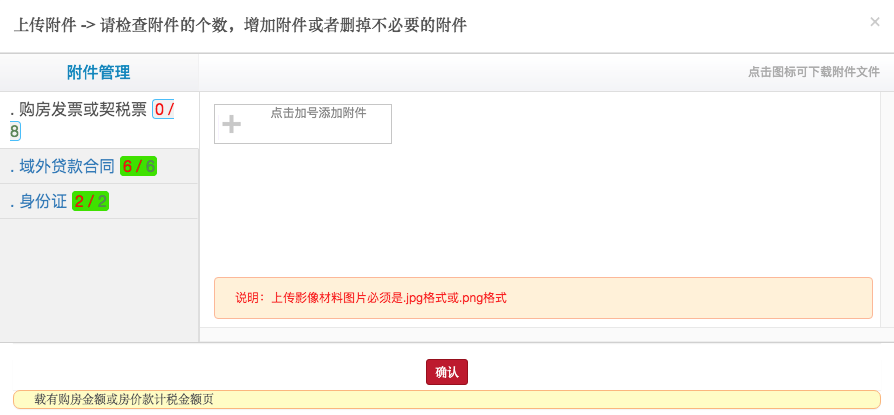 上传附件 -> 请检查附件的个数，增加附件或者删掉不必要的附件
×
附件管理
点击图标可下载附件文件
. 购房发票或契税票 0 /
8
点击加号添加附件
. 域外贷款合同 6 / 6
. 身份证 2 / 2
说明：上传影像材料图片必须是.jpg格式或.png格式
确认
载有购房金额或房价款计税金额页